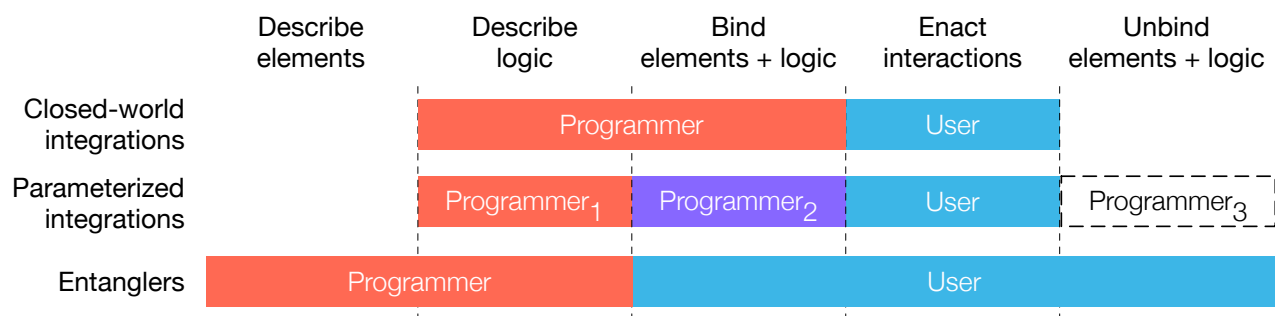 Describe
elements
Describe
logic
Bind
elements + logic
Enact
interactions
Unbind
elements + logic
Closed-world
integrations
Programmer
User
Parameterized
integrations
Programmer1
Programmer2
User
Programmer3
Entanglers
Programmer
User